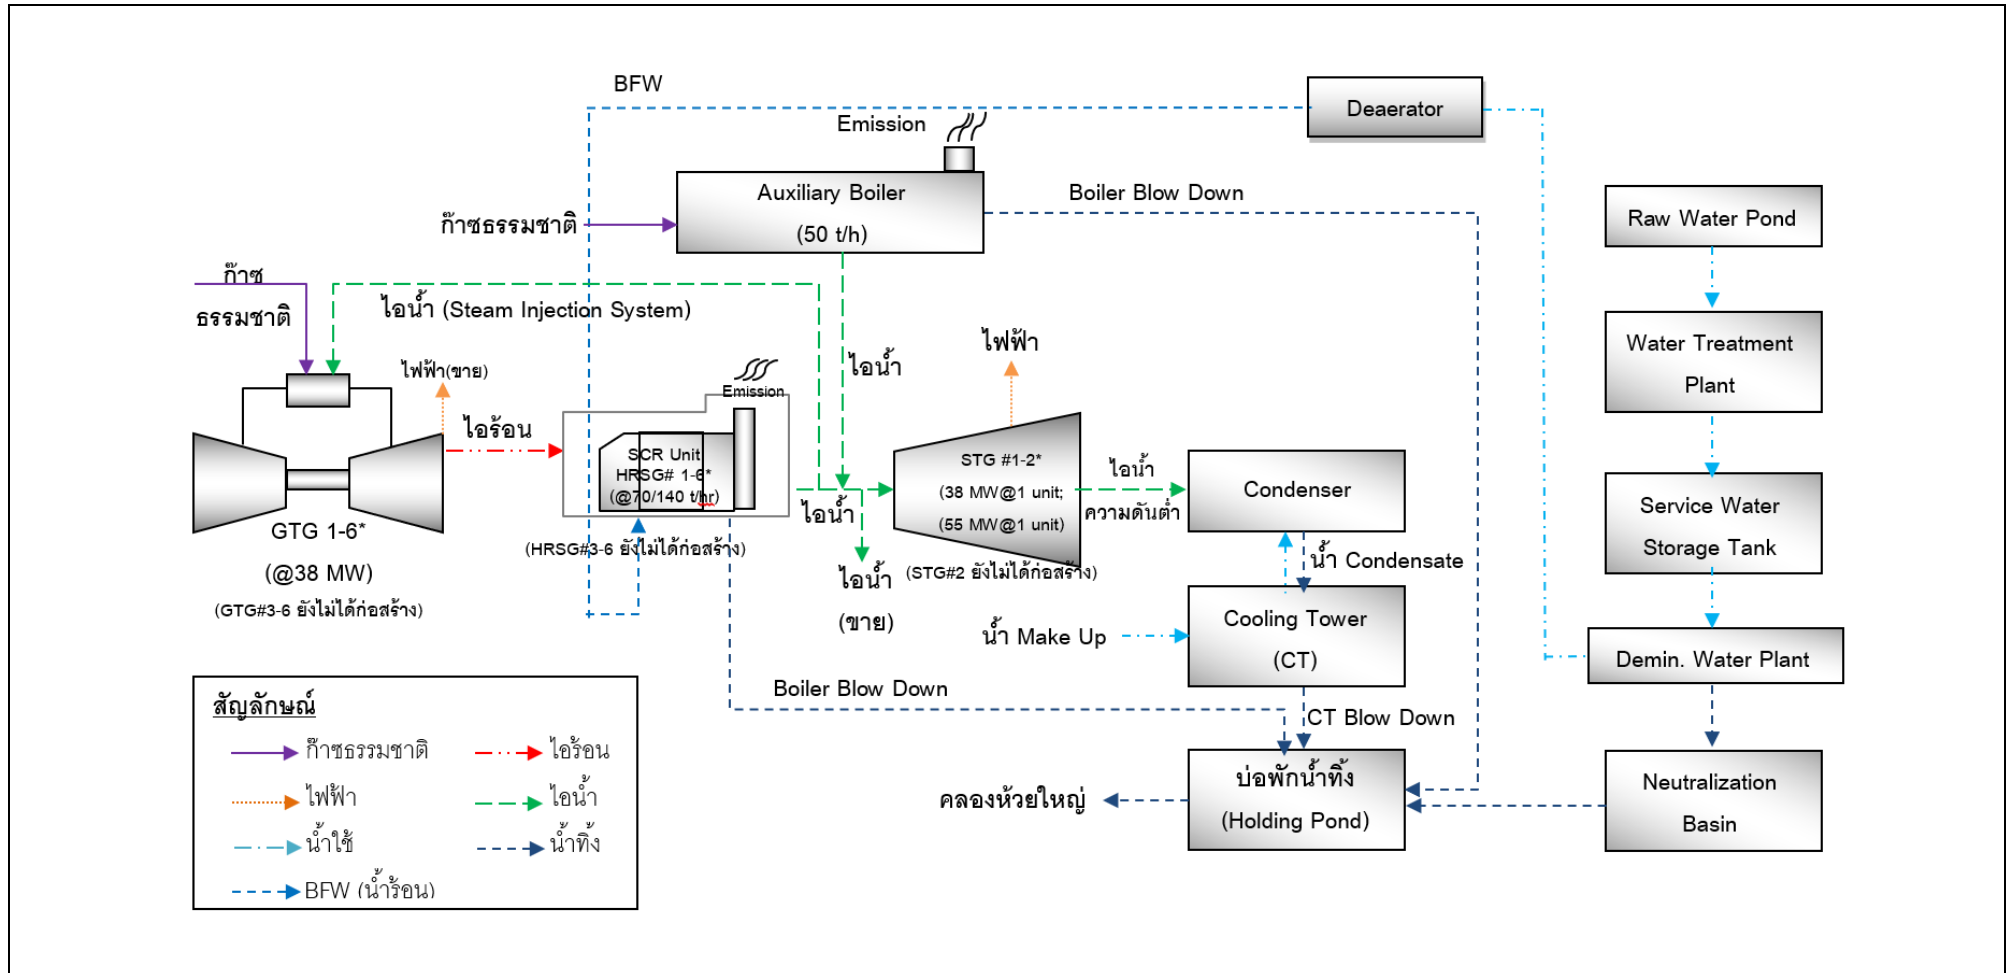 BFW
Deaerator
Emission
Auxiliary Boiler
(50 t/h)
Boiler Blow Down
Raw Water Pond
ก๊าซธรรมชาติ
ก๊าซ
ธรรมชาติ
ไอน้ำ (Steam Injection System)
ไฟฟ้า(ขาย)
ไอร้อน
Emission
SCR Unit
HRSG# 1-6*
(@70/140 t/hr)
(HRSG#3-6 ยังไม่ได้ก่อสร้าง)
ไอน้ำ
ไอน้ำ
ไอน้ำ
(ขาย)
ไฟฟ้า
STG #1-2*
(38 MW@1 unit;
(55 MW@1 unit)
(STG#2 ยังไม่ได้ก่อสร้าง)
ไอน้ำ
ความดันต่ำ
Condenser
น้ำ Condensate
Water Treatment
Plant
Service Water
Storage Tank
GTG 1-6*
(@38 MW)
(GTG#3-6 ยังไม่ได้ก่อสร้าง)
น้ำ Make Up
Cooling Tower
(CT)
Demin. Water Plant
Boiler Blow Down
CT Blow Down
คลองห้วยใหญ่
บ่อพักน้ำทิ้ง
(Holding Pond)
Neutralization
Basin
สัญลักษณ์
ก๊าซธรรมชาติ
ไอร้อน
ไฟฟ้า
ไอน้ำ
น้ำใช้
น้ำทิ้ง
BFW (น้ำร้อน)